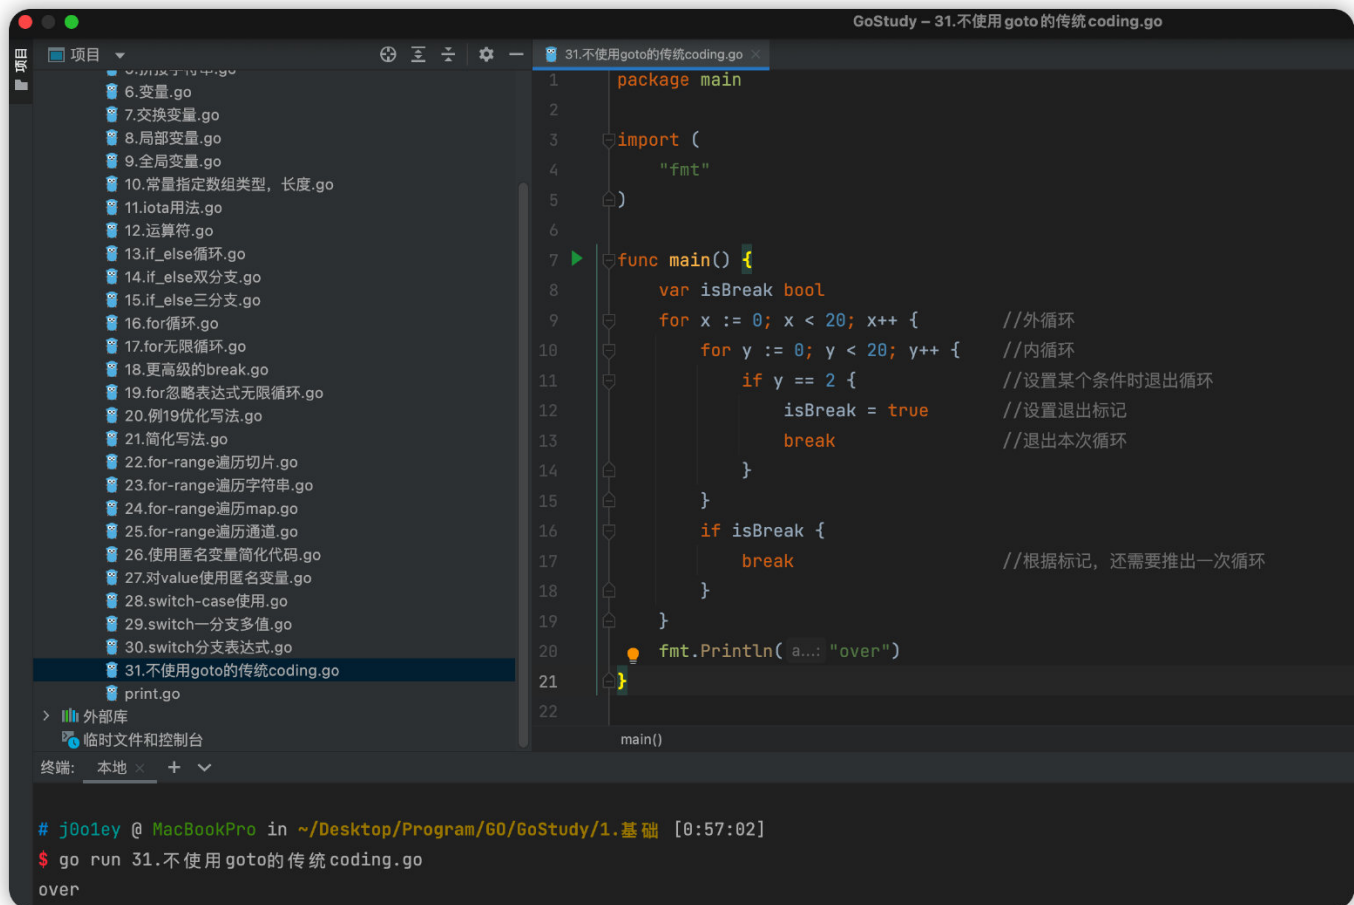 GoStudy – 31.不使用goto的传统coding.go
项目
项目
31.不使用goto的传统coding.go
5.拼接字符串.go
6.变量.go
7.交换变量.go
8.局部变量.go
9.全局变量.go
10.常量指定数组类型，长度.go
11.iota用法.go
12.运算符.go
13.if_else循环.go
14.if_else双分支.go
15.if_else三分支.go
16.for循环.go
17.for无限循环.go
18.更高级的break.go
19.for忽略表达式无限循环.go
20.例19优化写法.go
21.简化写法.go
22.for-range遍历切片.go
23.for-range遍历字符串.go
24.for-range遍历map.go
25.for-range遍历通道.go
26.使用匿名变量简化代码.go
27.对value使用匿名变量.go
28.switch-case使用.go
29.switch一分支多值.go
30.switch分支表达式.go
31.不使用goto的传统coding.go
print.go
外部库
临时文件和控制台
1 package main
2
3 import (
4 "fmt"
5 )
6
7 func main() {
8 var isBreak bool
9 for x := 0; x < 20; x++ { //外循环
10 for y := 0; y < 20; y++ { //内循环
11 if y == 2 { //设置某个条件时退出循环
12 isBreak = true //设置退出标记
13 break //退出本次循环
14 }
15 }
16 if isBreak {
17 break //根据标记，还需要推出一次循环
18 }
19 }
20 fmt.Println( a...: "over")
21 }
22
main()
终端: 本地
# j0o1ey @ MacBookPro in ~/Desktop/Program/GO/GoStudy/1.基础 [0:57:02]
$ go run 31.不使用goto的传统coding.go
over